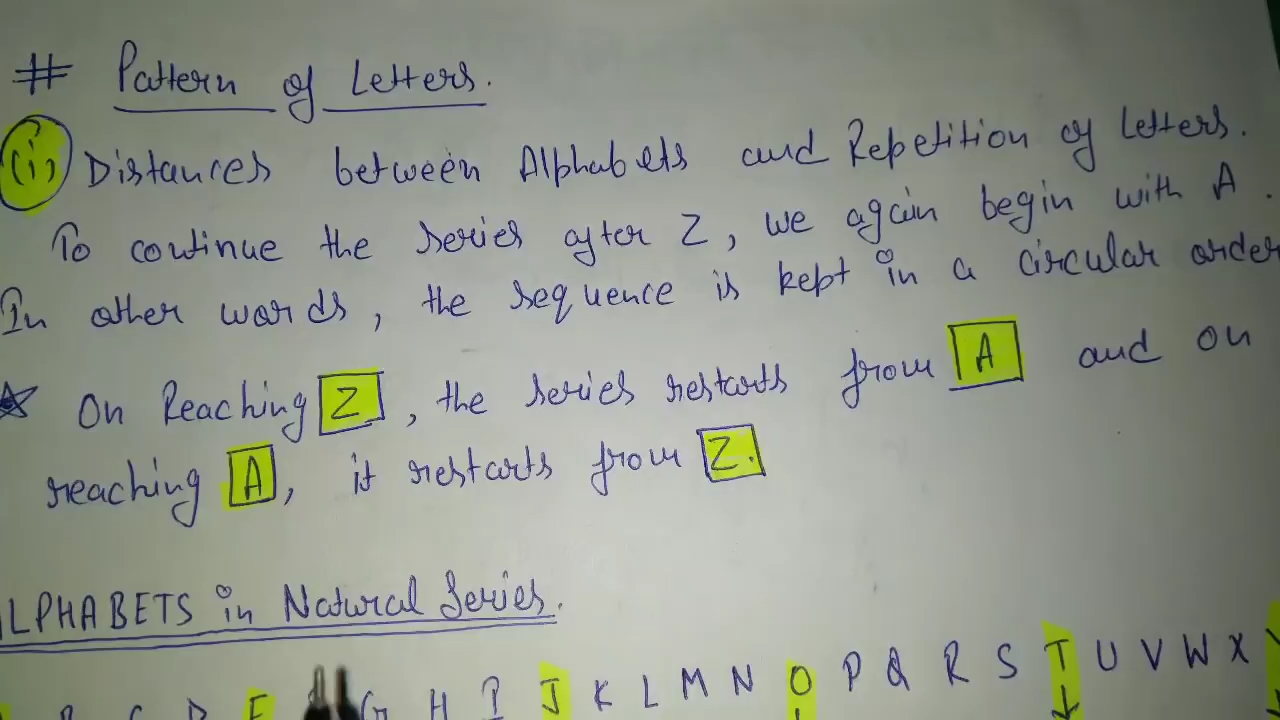 # Pattern of Letters.
(i) Distances between Alphabets and Repetition of Letters.
To continue the series after Z, we again begin with A.
In other words, the sequence is kept in a circular order
☆ On Reaching Z, the series restarts from A and on
reaching A, it restarts from Z.
ALPHABETS in Natural Series.
B C D E G H I J K L M N O P Q R S T U V W X